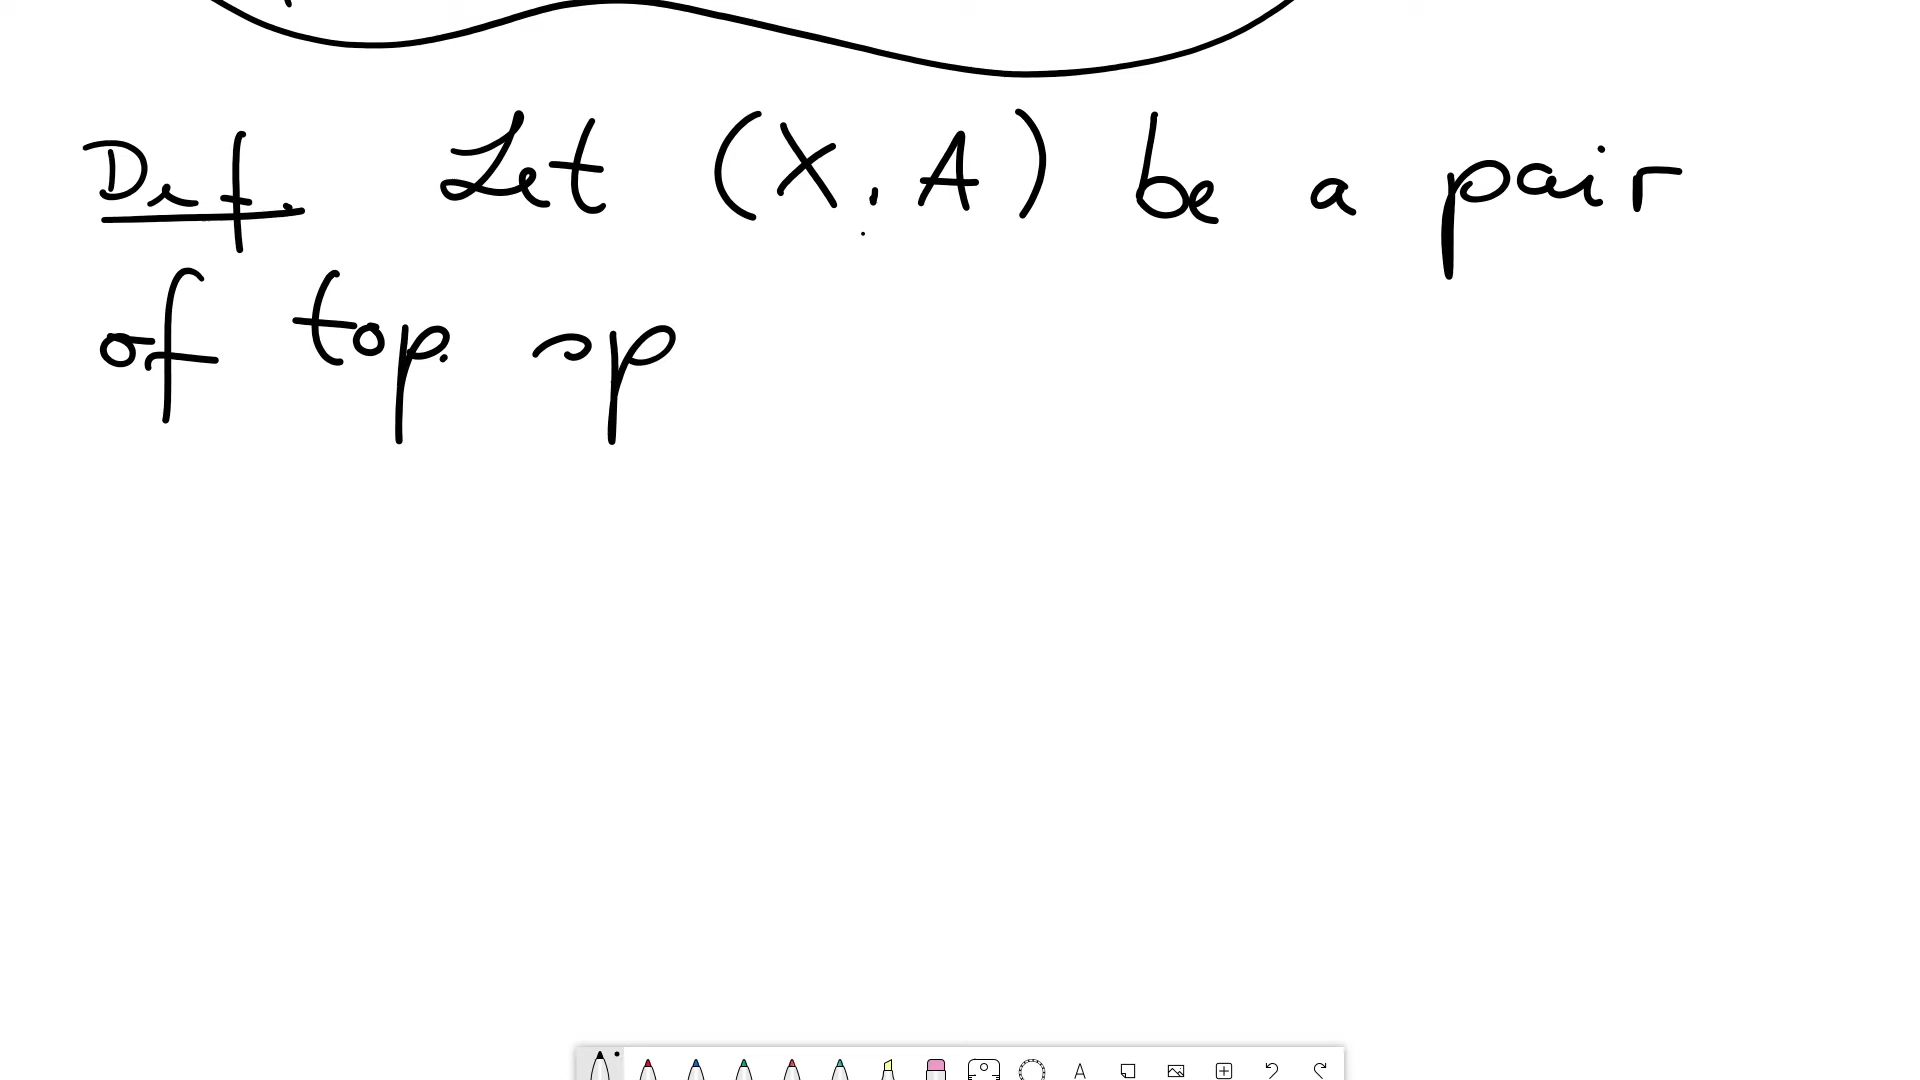 Def. Let (X, A) be a pair
of top. sp